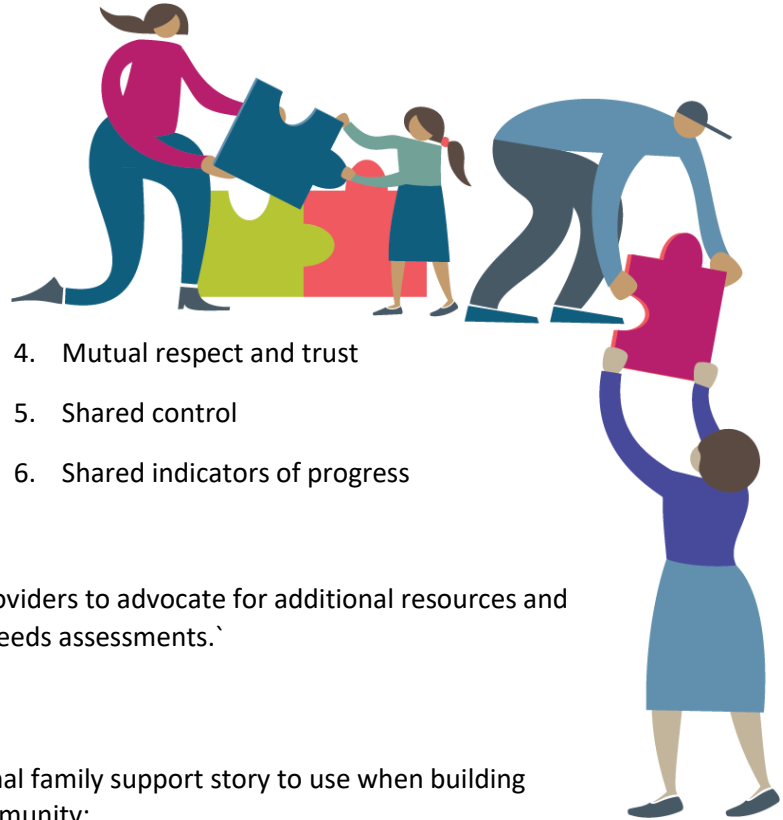 4. Mutual respect and trust
5. Shared control
6. Shared indicators of progress
oviders to advocate for additional resources and
eeds assessments.`
nal family support story to use when building